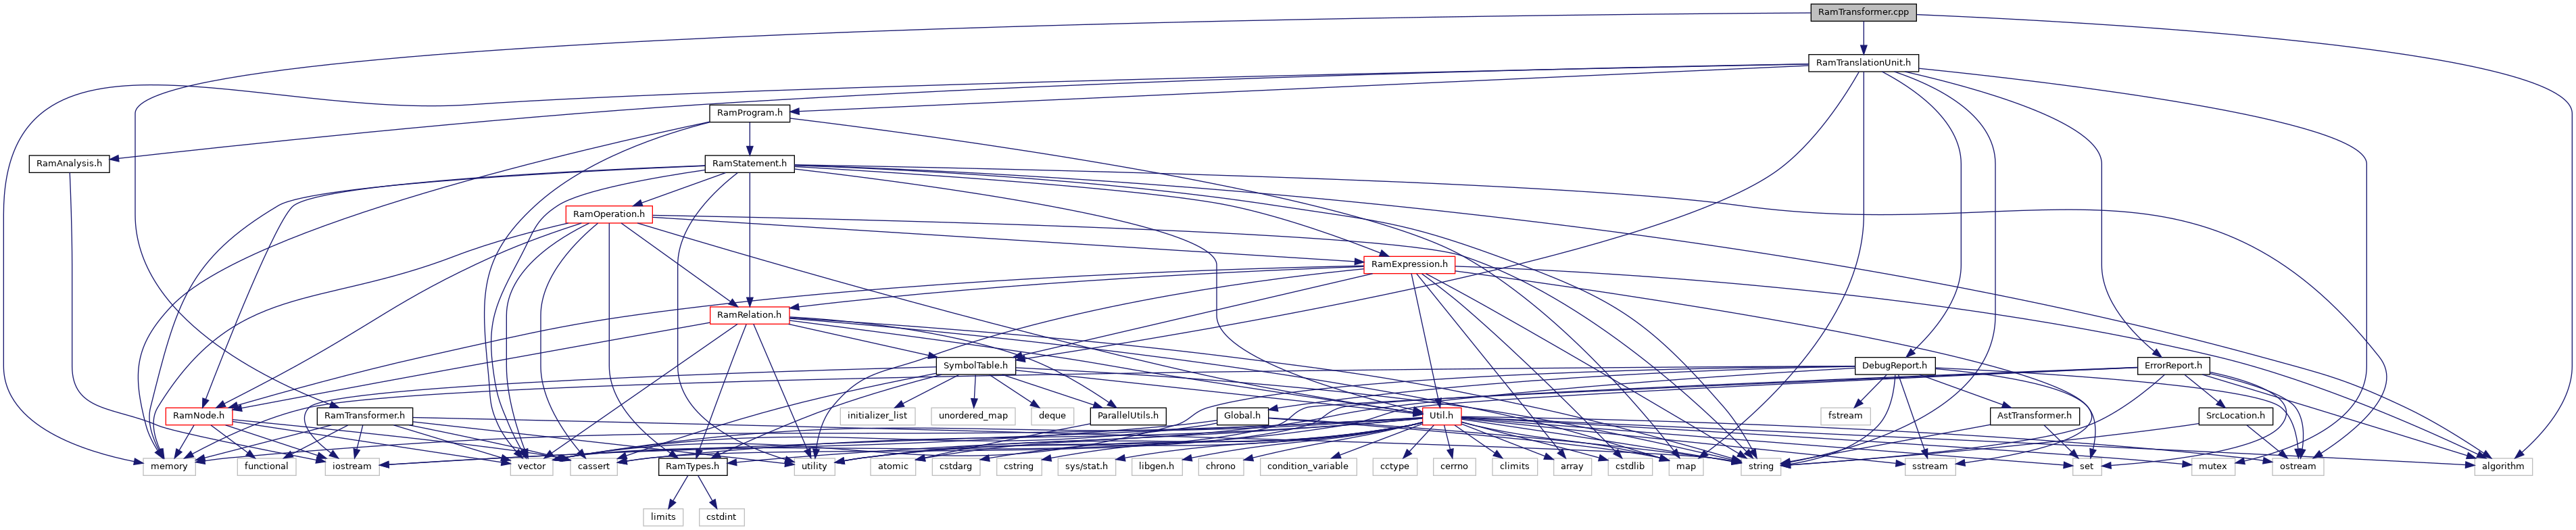 RamTransformer.cpp
RamTranslationUnit.h
RamProgram.h
RamAnalysis.h
RamStatement.h
RamOperation.h
RamExpression.h
RamRelation.h
SymbolTable.h
DebugReport.h
ErrorReport.h
RamNode.h
RamTransformer.h
initializer_list
unordered_map
deque
ParallelUtils.h
Global.h
Util.h
fstream
AstTransformer.h
SrcLocation.h
memory
functional
iostream
vector
cassert
RamTypes.h
utility
atomic
cstdarg
cstring
sys/stat.h
libgen.h
chrono
condition_variable
cctype
cerrno
climits
array
cstdlib
map
string
sstream
set
mutex
ostream
algorithm
limits
cstdint